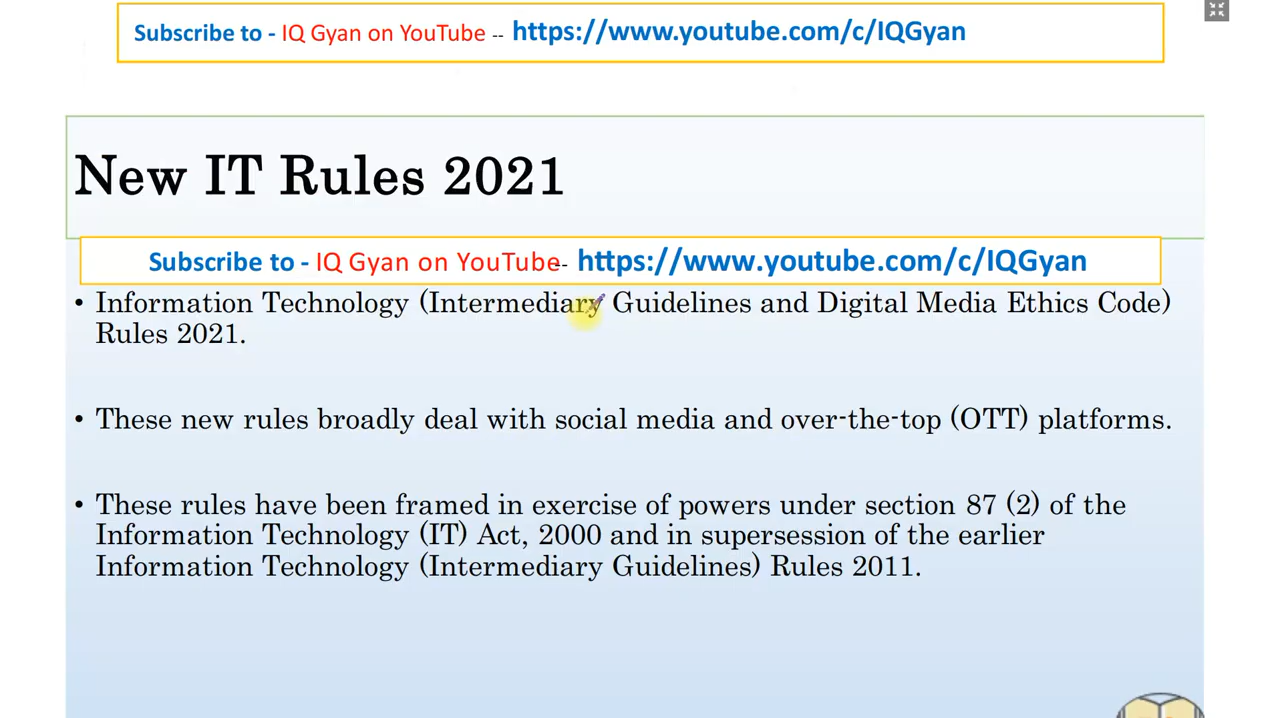 Subscribe to - IQ Gyan on YouTube -- https://www.youtube.com/c/IQGyan
New IT Rules 2021
Subscribe to - IQ Gyan on YouTube-- https://www.youtube.com/c/IQGyan
• Information Technology (Intermediary Guidelines and Digital Media Ethics Code)
Rules 2021.
• These new rules broadly deal with social media and over-the-top (OTT) platforms.
• These rules have been framed in exercise of powers under section 87 (2) of the
Information Technology (IT) Act, 2000 and in supersession of the earlier
Information Technology (Intermediary Guidelines) Rules 2011.